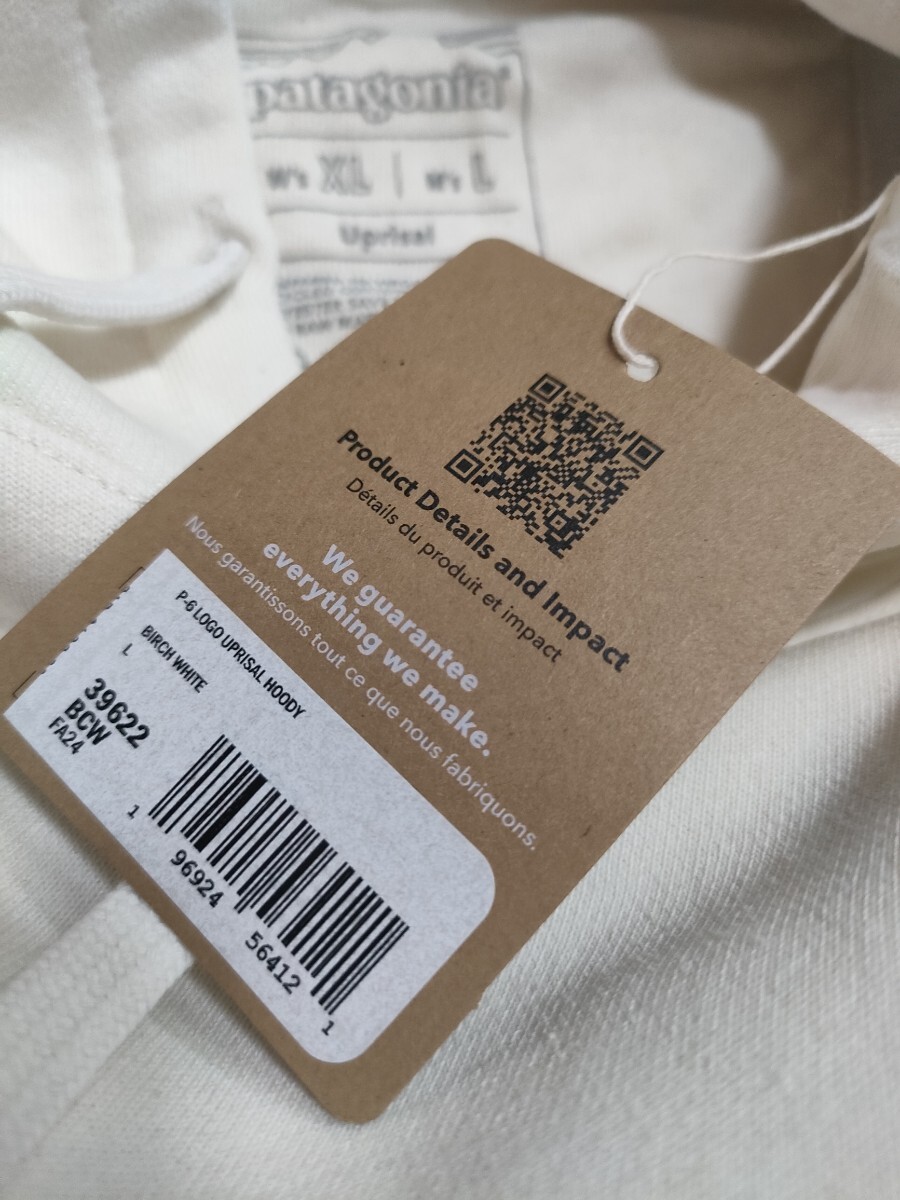 patagonia®
W's XL | M's L
Uprisal
Product Details and Impact
Détails du produit et impact
We guarantee
everything we make.
Nous garantissons tout ce que nous fabriquons.
P-6 LOGO UPRISAL HOODY
BIRCH WHITE
L
39622
BCW
FA24
1 96924 56412 1